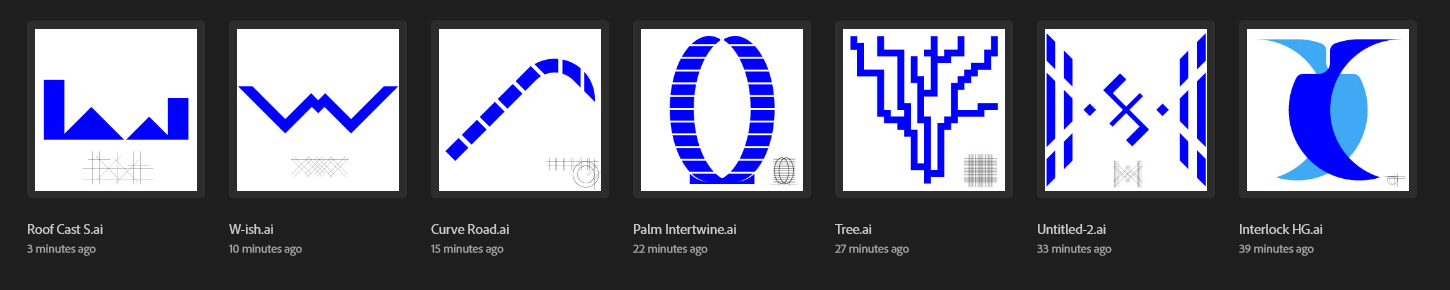 Roof Cast S.ai
3 minutes ago
W-ish.ai
10 minutes ago
Curve Road.ai
15 minutes ago
Palm Intertwine.ai
22 minutes ago
Tree.ai
27 minutes ago
Untitled-2.ai
33 minutes ago
Interlock HG.ai
39 minutes ago